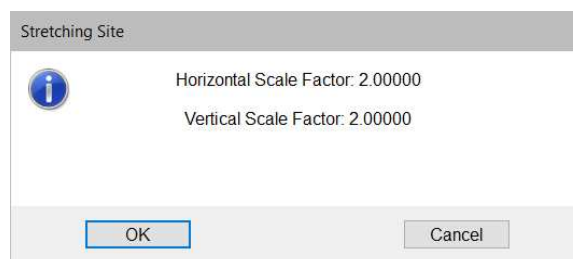 Stretching Site
Horizontal Scale Factor: 2.00000
Vertical Scale Factor: 2.00000
OK
Cancel